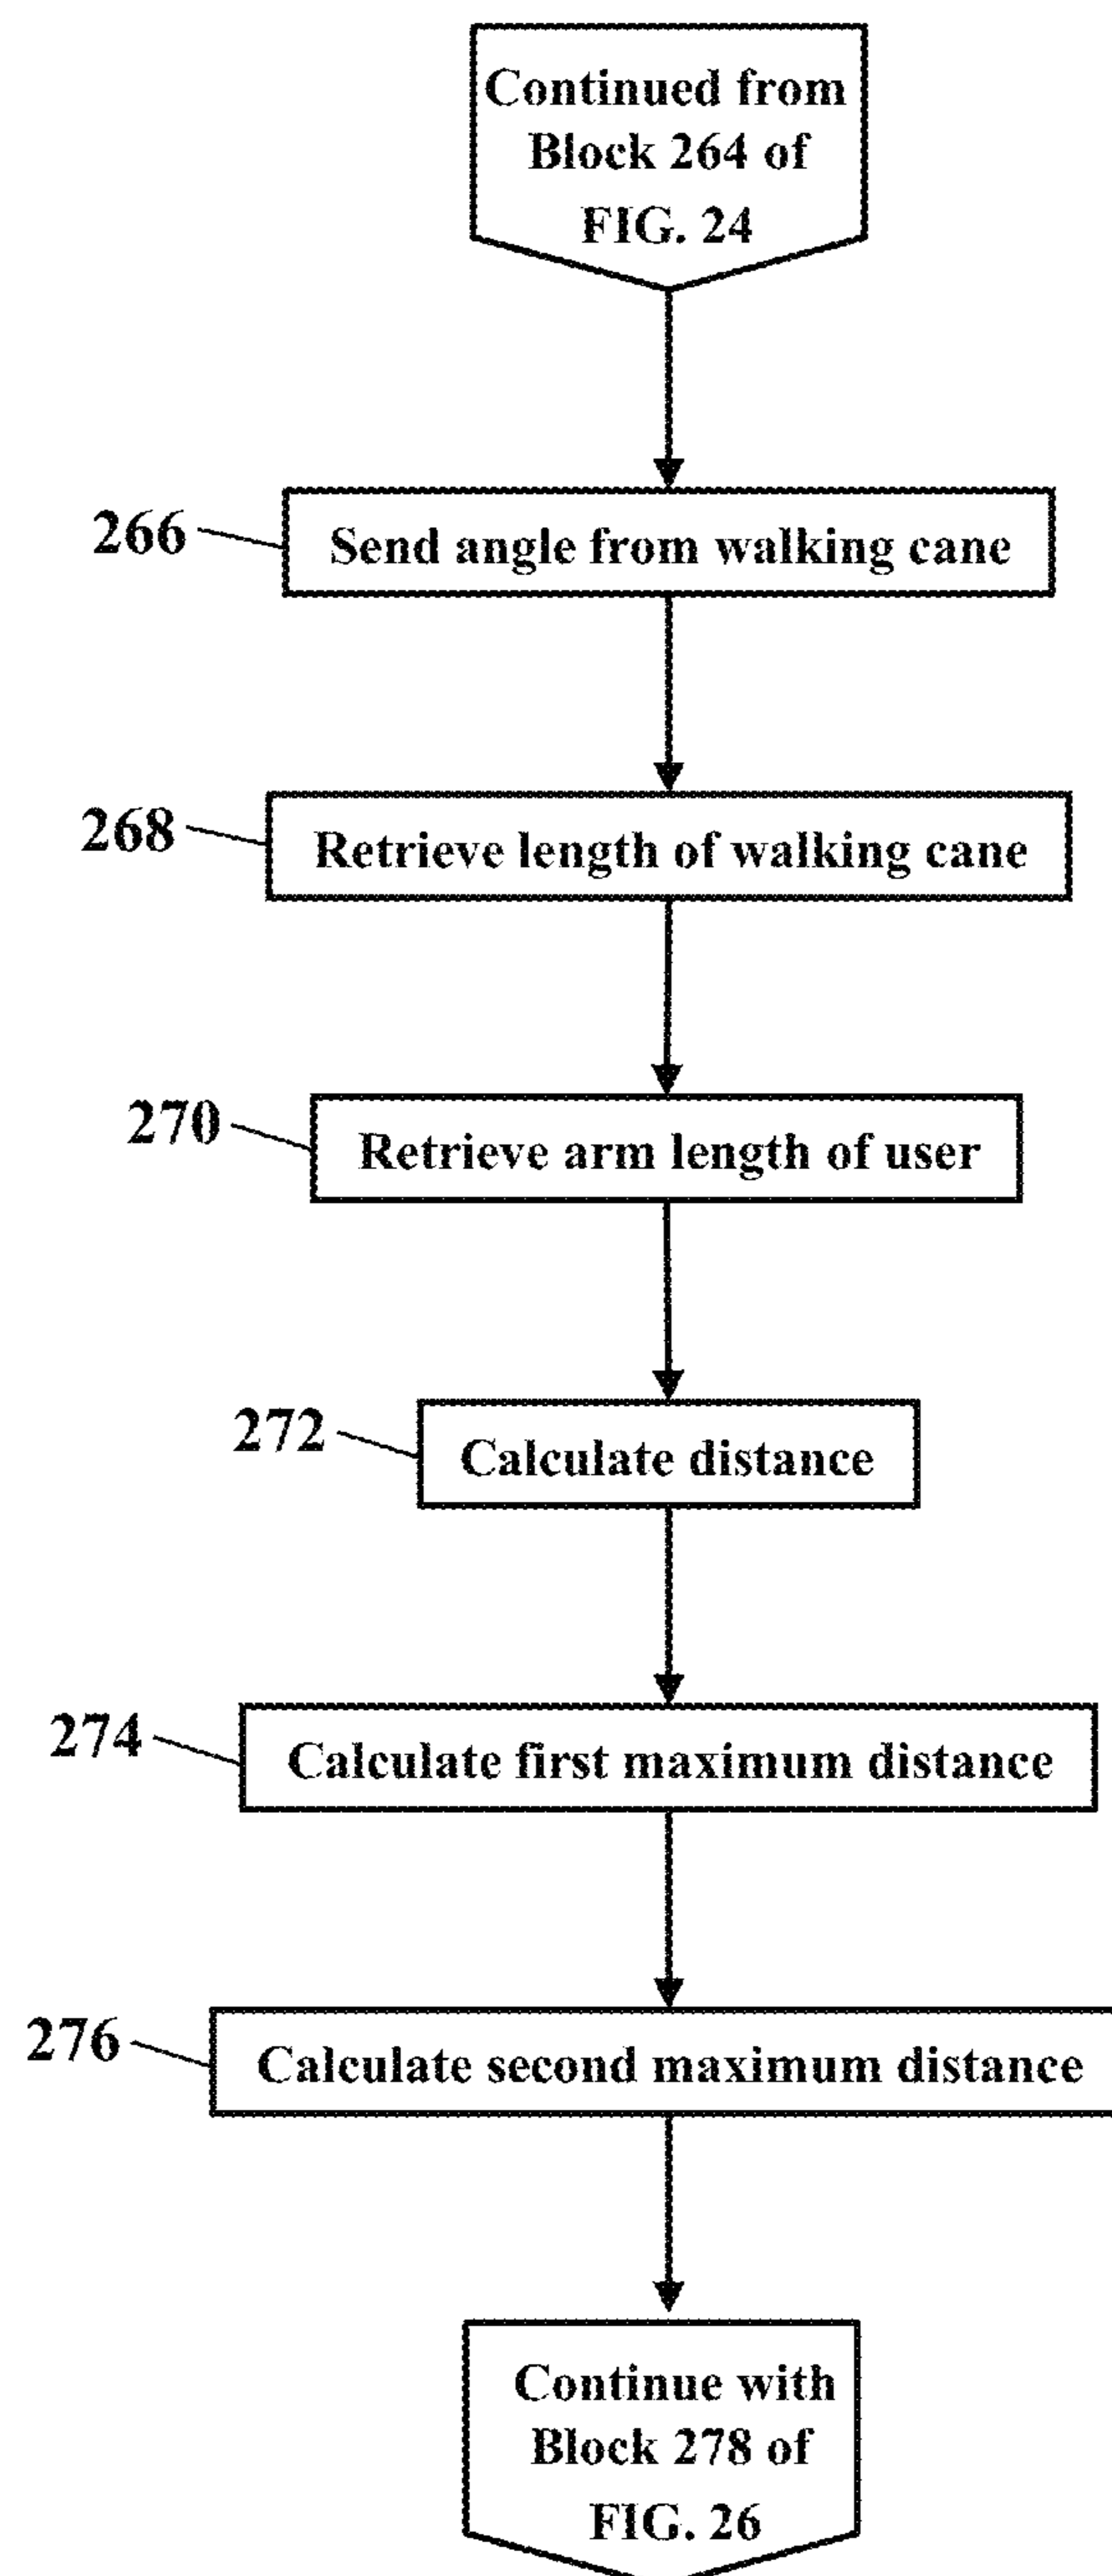 Continued from
Block 264 of
FIG. 24
266
Send angle from walking cane
268
Retrieve length of walking cane
270
Retrieve arm length of user
272
Calculate distance
274
Calculate first maximum distance
276
Calculate second maximum distance
Continue with
Block 278 of
FIG. 26